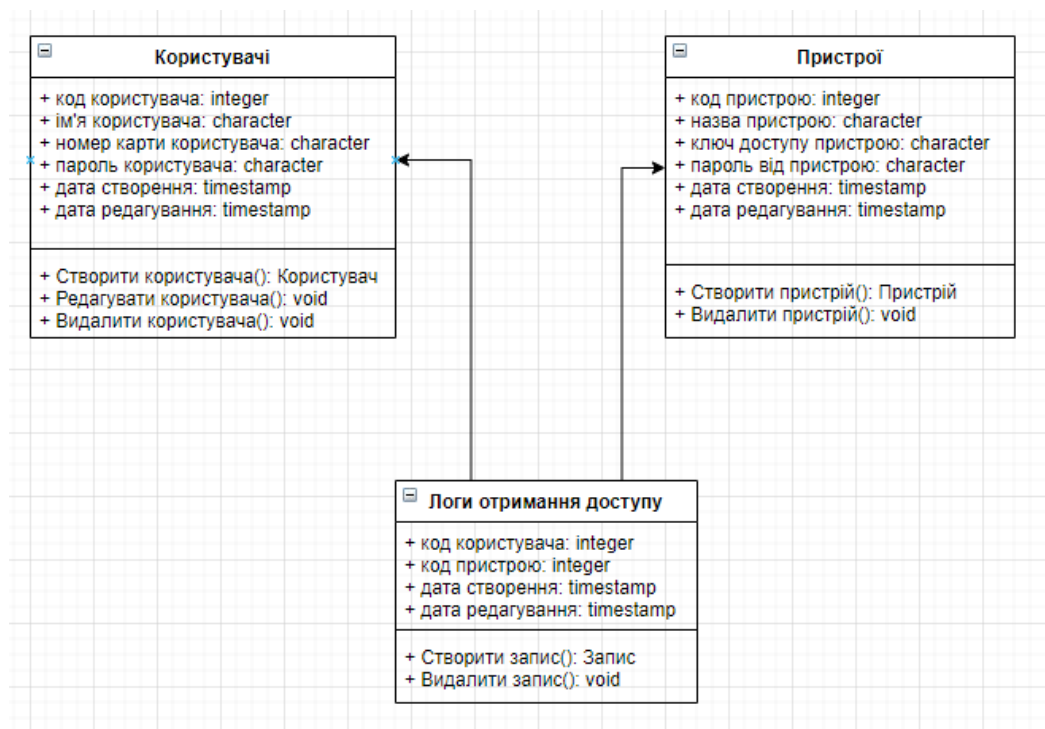 Користувачі
+ код користувача: integer
+ ім'я користувача: character
+ номер карти користувача: character
+ пароль користувача: character
+ дата створення: timestamp
+ дата редагування: timestamp
+ Створити користувача(): Користувач
+ Редагувати користувача(): void
+ Видалити користувача(): void
Пристрої
+ код пристрою: integer
+ назва пристрою: character
+ ключ доступу пристрою: character
+ пароль від пристрою: character
+ дата створення: timestamp
+ дата редагування: timestamp
+ Створити пристрій(): Пристрій
+ Видалити пристрій(): void
Логи отримання доступу
+ код користувача: integer
+ код пристрою: integer
+ дата створення: timestamp
+ дата редагування: timestamp
+ Створити запис(): Запис
+ Видалити запис(): void